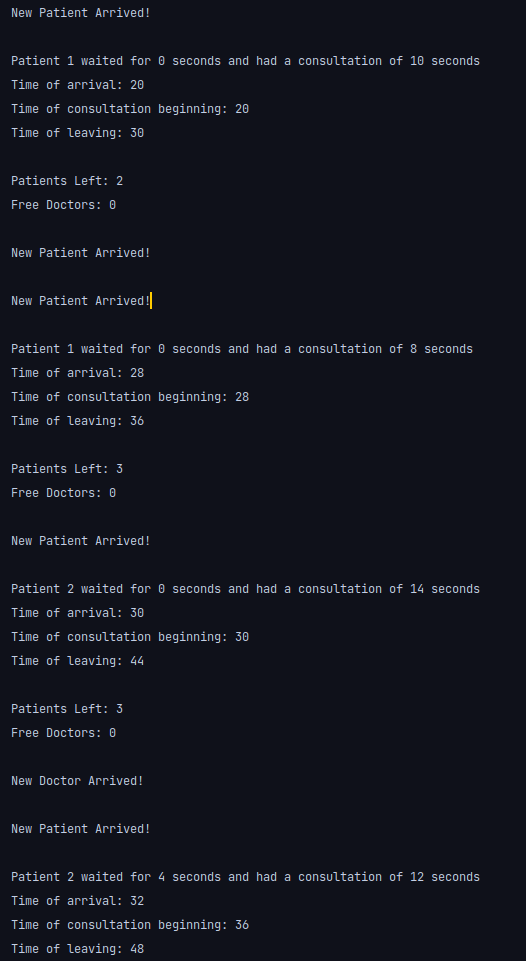 New Patient Arrived!
Patient 1 waited for 0 seconds and had a consultation of 10 seconds
Time of arrival: 20
Time of consultation beginning: 20
Time of leaving: 30
Patients Left: 2
Free Doctors: 0
New Patient Arrived!
New Patient Arrived!
Patient 1 waited for 0 seconds and had a consultation of 8 seconds
Time of arrival: 28
Time of consultation beginning: 28
Time of leaving: 36
Patients Left: 3
Free Doctors: 0
New Patient Arrived!
Patient 2 waited for 0 seconds and had a consultation of 14 seconds
Time of arrival: 30
Time of consultation beginning: 30
Time of leaving: 44
Patients Left: 3
Free Doctors: 0
New Doctor Arrived!
New Patient Arrived!
Patient 2 waited for 4 seconds and had a consultation of 12 seconds
Time of arrival: 32
Time of consultation beginning: 36
Time of leaving: 48